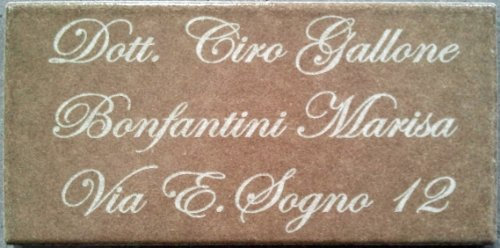 Dott. Ciro Gallone
Bonfantini Marisa
Via E. Sogno 12